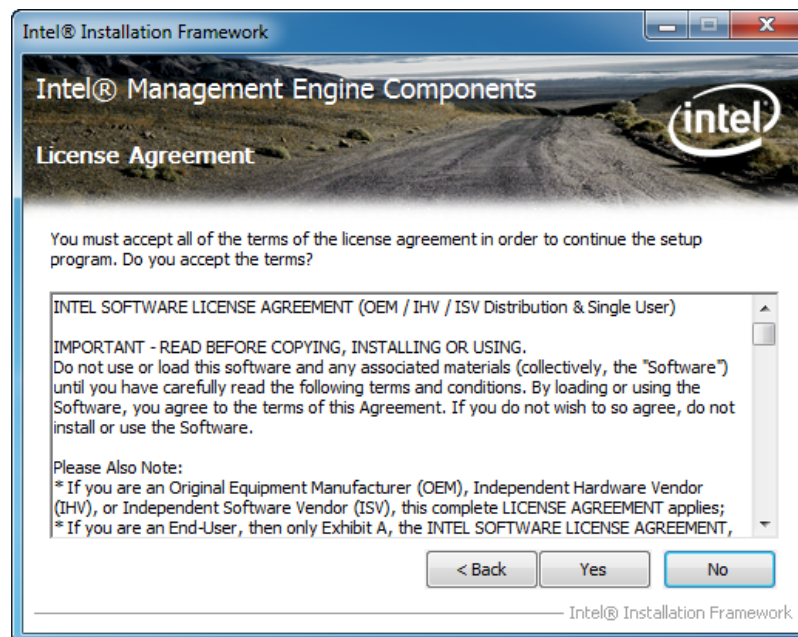 Intel® Installation Framework
Intel® Management Engine Components
intel
License Agreement
You must accept all of the terms of the license agreement in order to continue the setup
program. Do you accept the terms?
INTEL SOFTWARE LICENSE AGREEMENT (OEM / IHV / ISV Distribution & Single User)
IMPORTANT - READ BEFORE COPYING, INSTALLING OR USING.
Do not use or load this software and any associated materials (collectively, the "Software")
until you have carefully read the following terms and conditions. By loading or using the
Software, you agree to the terms of this Agreement. If you do not wish to so agree, do not
install or use the Software.
Please Also Note:
* If you are an Original Equipment Manufacturer (OEM), Independent Hardware Vendor
(IHV), or Independent Software Vendor (ISV), this complete LICENSE AGREEMENT applies;
* If you are an End-User, then only Exhibit A, the INTEL SOFTWARE LICENSE AGREEMENT,
< Back Yes No
Intel® Installation Framework